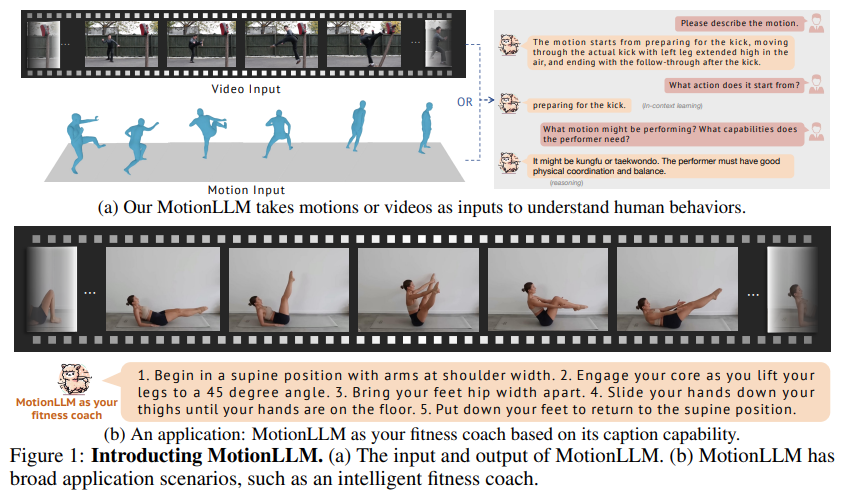 Please describe the motion.
The motion starts from preparing for the kick, moving
through the actual kick with left leg extended high in the
air, and ending with the follow-through after the kick.
What action does it start from?
preparing for the kick. (in-context learning)
What motion might be performing? What capabilities does
the performer need?
It might be kungfu or taekwondo. The performer must have good
physical coordination and balance.
(reasoning)
...
...
Video Input
OR
Motion Input
(a) Our MotionLLM takes motions or videos as inputs to understand human behaviors.
...
...
MotionLLM as your
fitness coach
1. Begin in a supine position with arms at shoulder width. 2. Engage your core as you lift your
legs to a 45 degree angle. 3. Bring your feet hip width apart. 4. Slide your hands down your
thighs until your hands are on the floor. 5. Put down your feet to return to the supine position.
(b) An application: MotionLLM as your fitness coach based on its caption capability.
Figure 1: Introducting MotionLLM. (a) The input and output of MotionLLM. (b) MotionLLM has
broad application scenarios, such as an intelligent fitness coach.